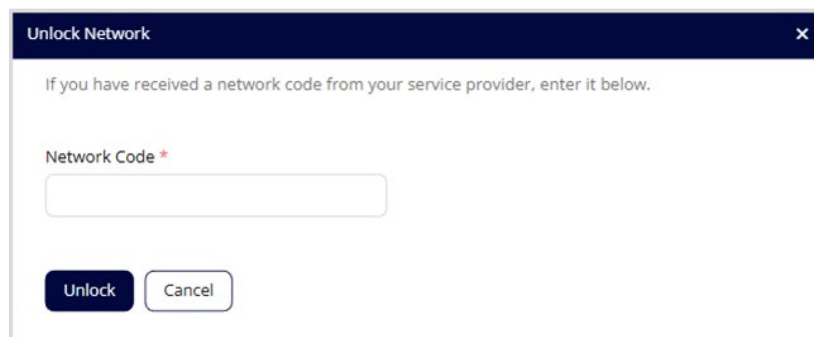 Unlock Network ×
If you have received a network code from your service provider, enter it below.
Network Code *
Unlock Cancel